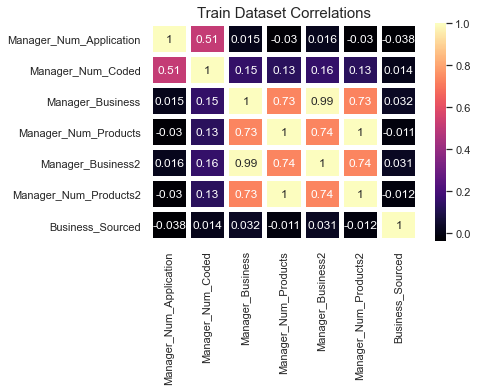 Train Dataset Correlations
Manager_Num_Application 1 0.51 0.015 -0.03 0.016 -0.03 -0.038
Manager_Num_Coded 0.51 1 0.15 0.13 0.16 0.13 0.014
Manager_Business 0.015 0.15 1 0.73 0.99 0.73 0.032
Manager_Num_Products -0.03 0.13 0.73 1 0.74 1 -0.011
Manager_Business2 0.016 0.16 0.99 0.74 1 0.74 0.031
Manager_Num_Products2 -0.03 0.13 0.73 1 0.74 1 -0.012
Business_Sourced -0.038 0.014 0.032 -0.011 0.031 -0.012 1
Manager_Num_Application
Manager_Num_Coded
Manager_Business
Manager_Num_Products
Manager_Business2
Manager_Num_Products2
Business_Sourced
1.0
0.8
0.6
0.4
0.2
0.0